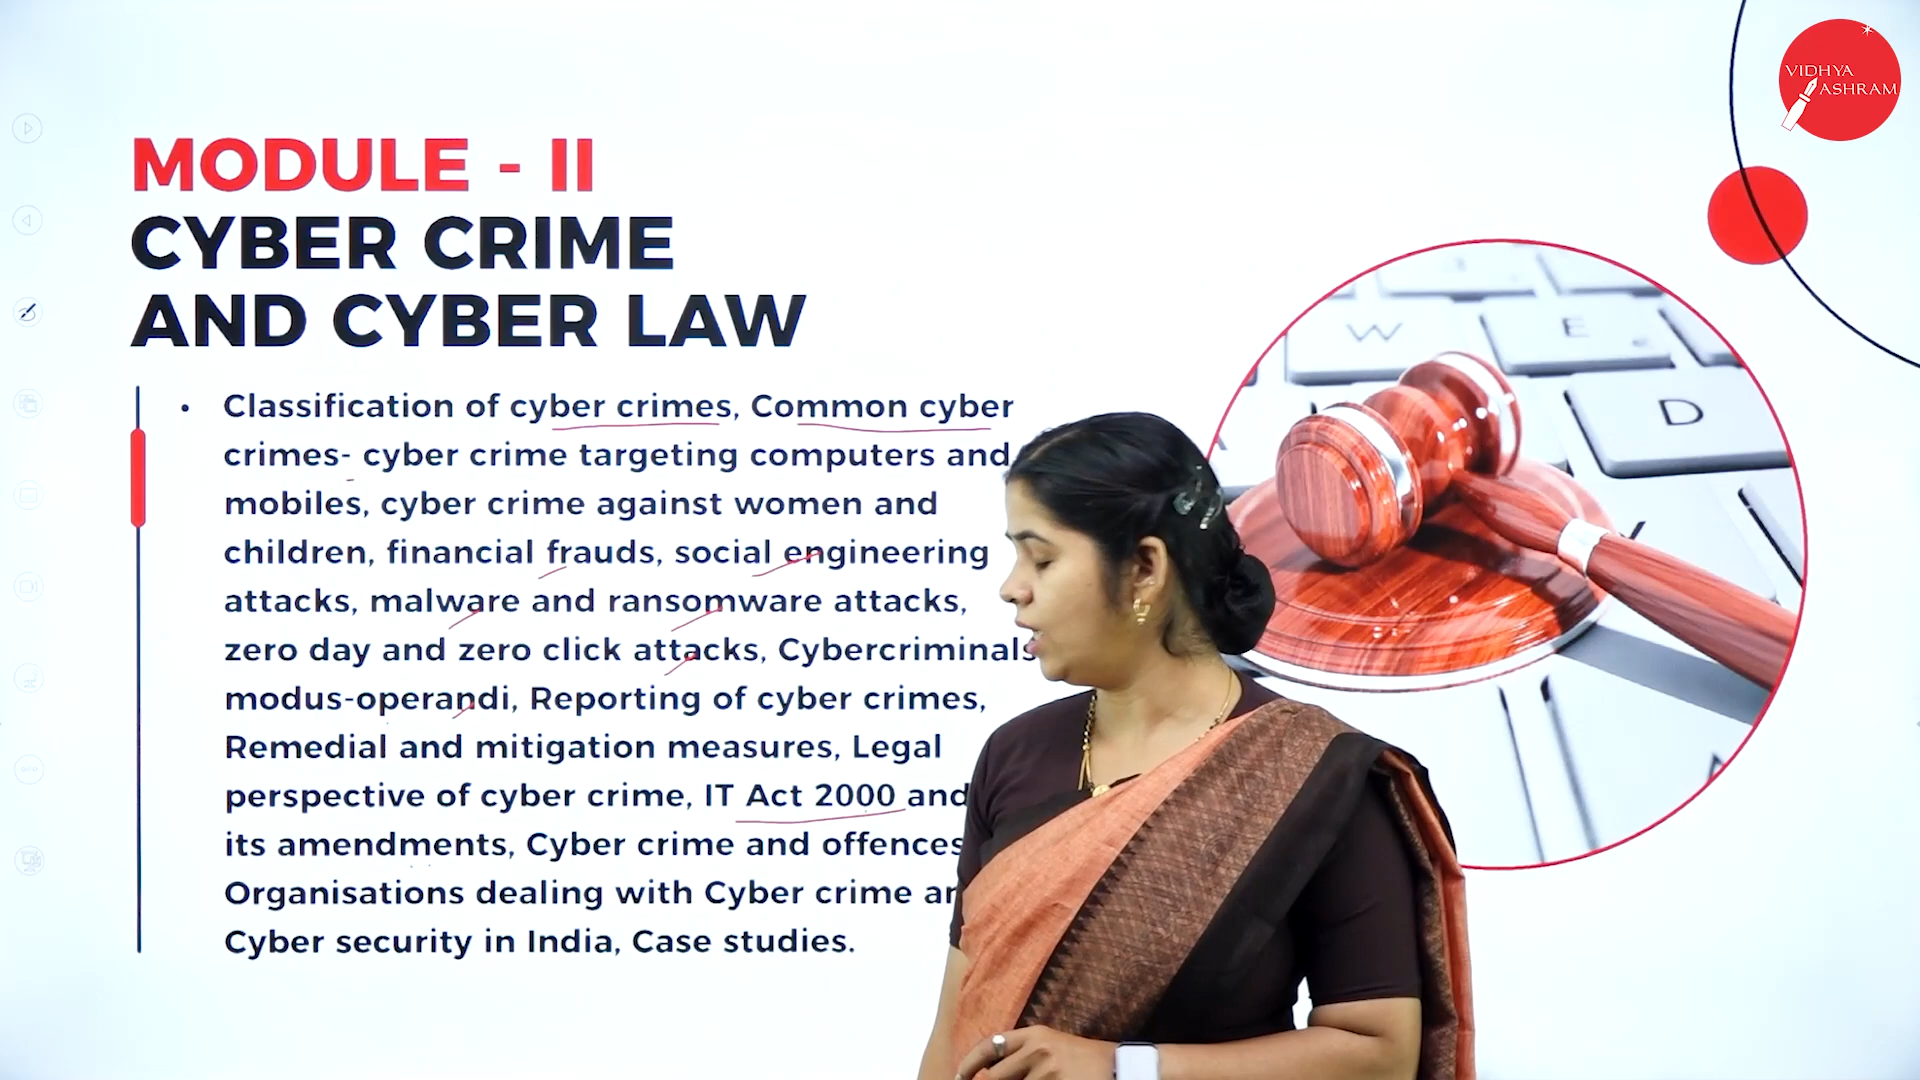 VIDHYA
ASHRAM
MODULE - II
CYBER CRIME
AND CYBER LAW
• Classification of cyber crimes, Common cyber
crimes- cyber crime targeting computers and
mobiles, cyber crime against women and
children, financial frauds, social engineering
attacks, malware and ransomware attacks,
zero day and zero click attacks, Cybercriminals
modus-operandi, Reporting of cyber crimes,
Remedial and mitigation measures, Legal
perspective of cyber crime, IT Act 2000 and
its amendments, Cyber crime and offences
Organisations dealing with Cyber crime
Cyber security in India, Case studies.
W
E
D